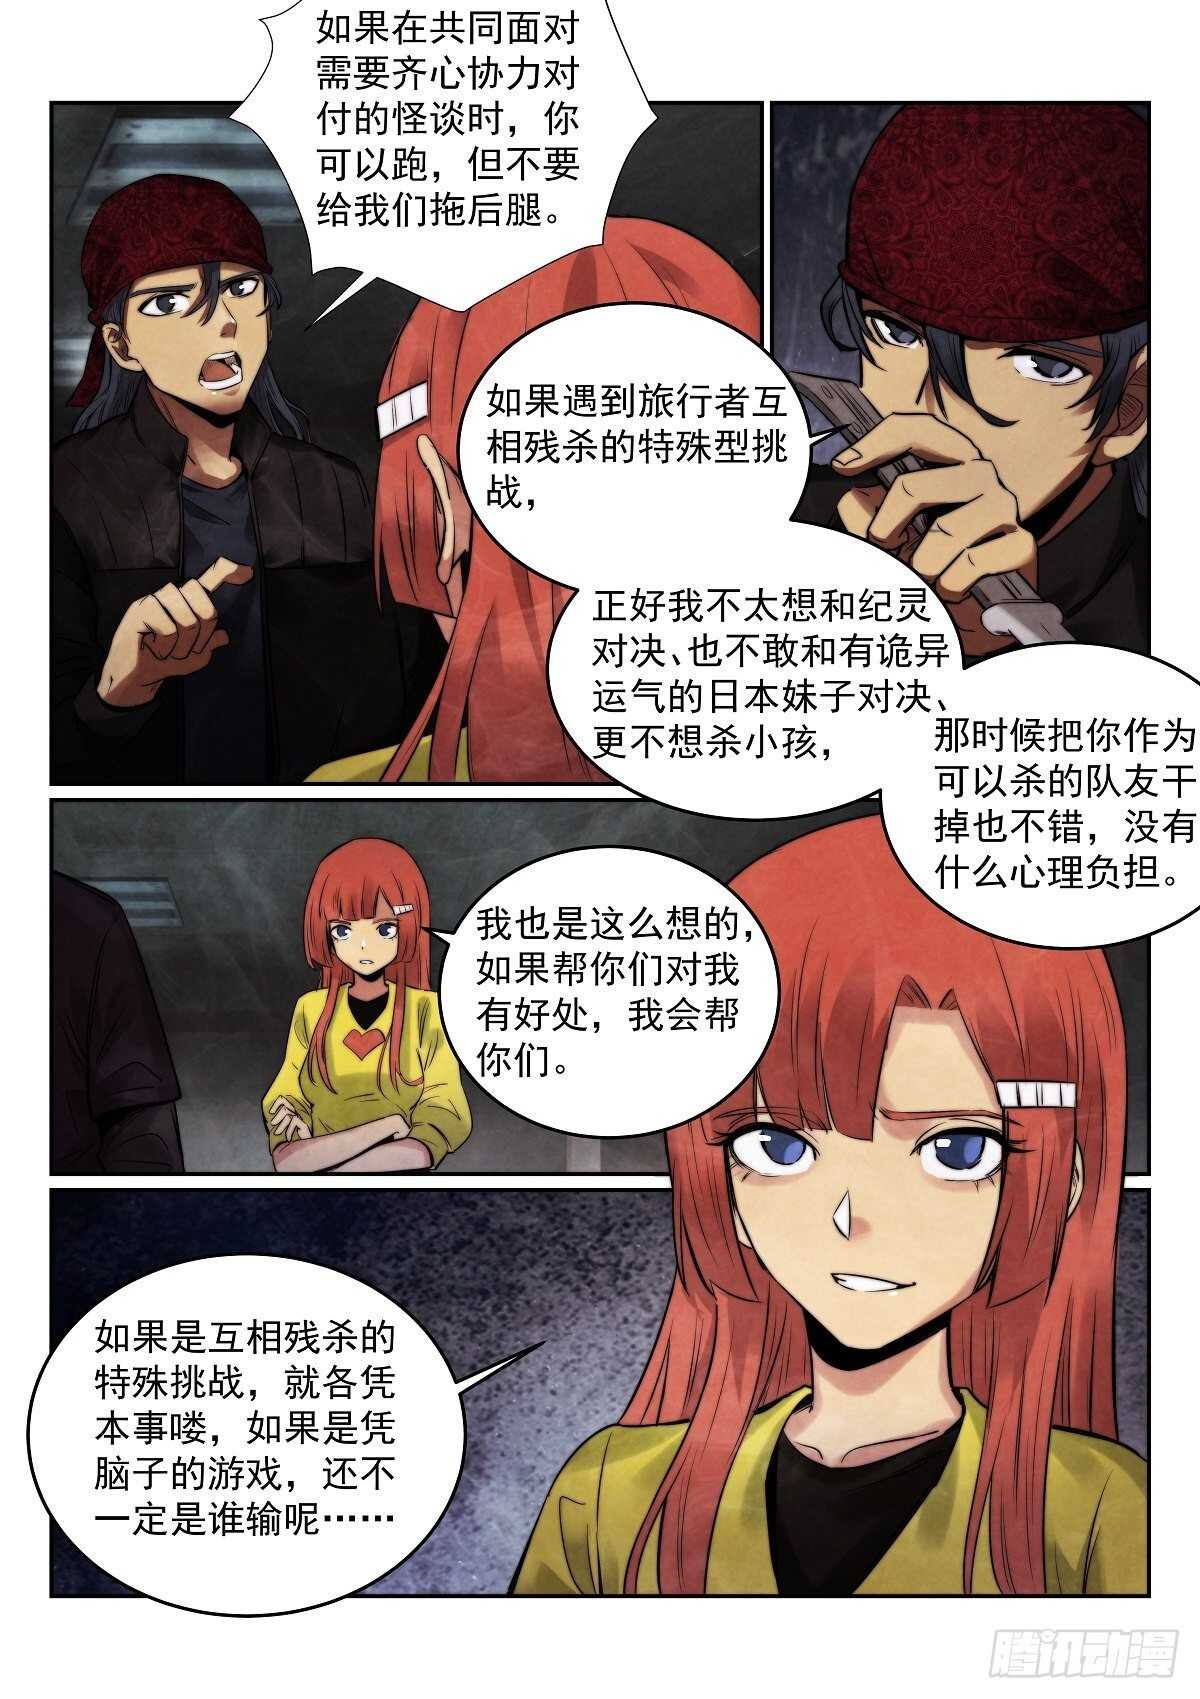 如果在共同面对
需要齐心协力对
付的怪谈时，你
可以跑，但不要
给我们拖后腿。
如果遇到旅行者互
相残杀的特殊型挑
战，
正好我不太想和纪灵
对决、也不敢和有诡异
运气的日本妹子对决、
更不想杀小孩，
那时候把你作为
可以杀的队友干
掉也不错，没有
什么心理负担。
我也是这么想的，
如果帮你们对我
有好处，我会帮
你们。
如果是互相残杀的
特殊挑战，就各凭
本事喽，如果是凭
脑子的游戏，还不
一定是谁输呢……
腾讯动漫